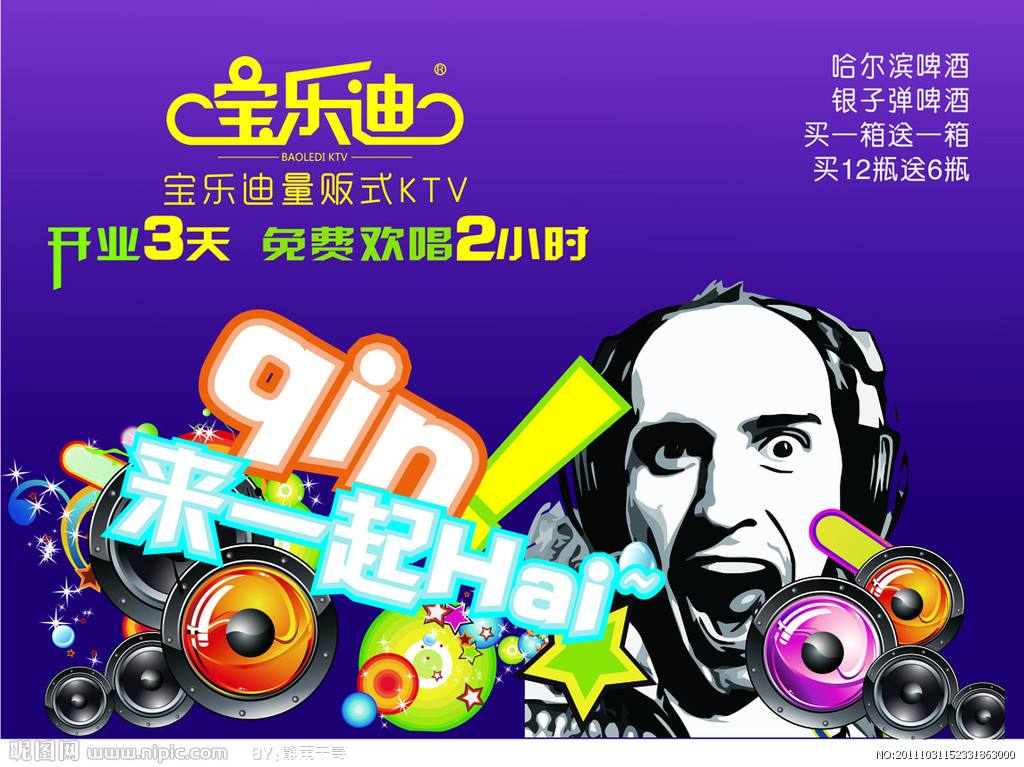 宝乐迪®
BAOLEDI KTV
宝乐迪量贩式KTV
开业3天 免费欢唱2小时
哈尔滨啤酒
银子弹啤酒
买一箱送一箱
买12瓶送6瓶
qin!
来一起Hai~
昵图网 www.nipic.com BY:
NO:20111031152331863000